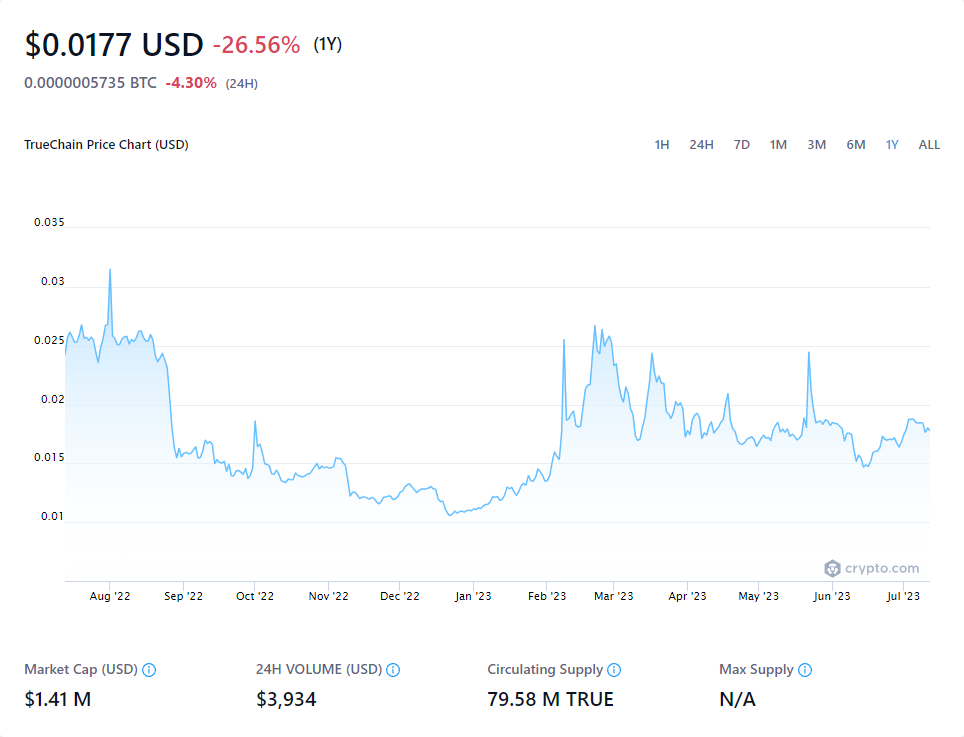 $0.0177 USD -26.56% (1Y)
0.0000005735 BTC -4.30% (24H)
TrueChain Price Chart (USD) 1H 24H 7D 1M 3M 6M 1Y ALL
0.035
0.03
0.025
0.02
0.015
0.01
crypto.com
Aug '22 Sep '22 Oct '22 Nov '22 Dec '22 Jan '23 Feb '23 Mar '23 Apr '23 May '23 Jun '23 Jul '23
Market Cap (USD) 24H VOLUME (USD) Circulating Supply Max Supply
$1.41 M $3,934 79.58 M TRUE N/A